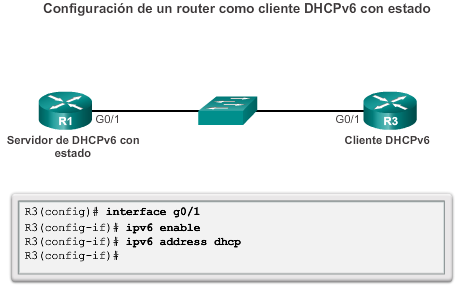 Configuración de un router como cliente DHCPv6 con estado
R1
G0/1
G0/1
R3
Servidor de DHCPv6 con
estado
Cliente DHCPv6
R3(config)# interface g0/1
R3(config-if)# ipv6 enable
R3(config-if)# ipv6 address dhcp
R3(config-if)#